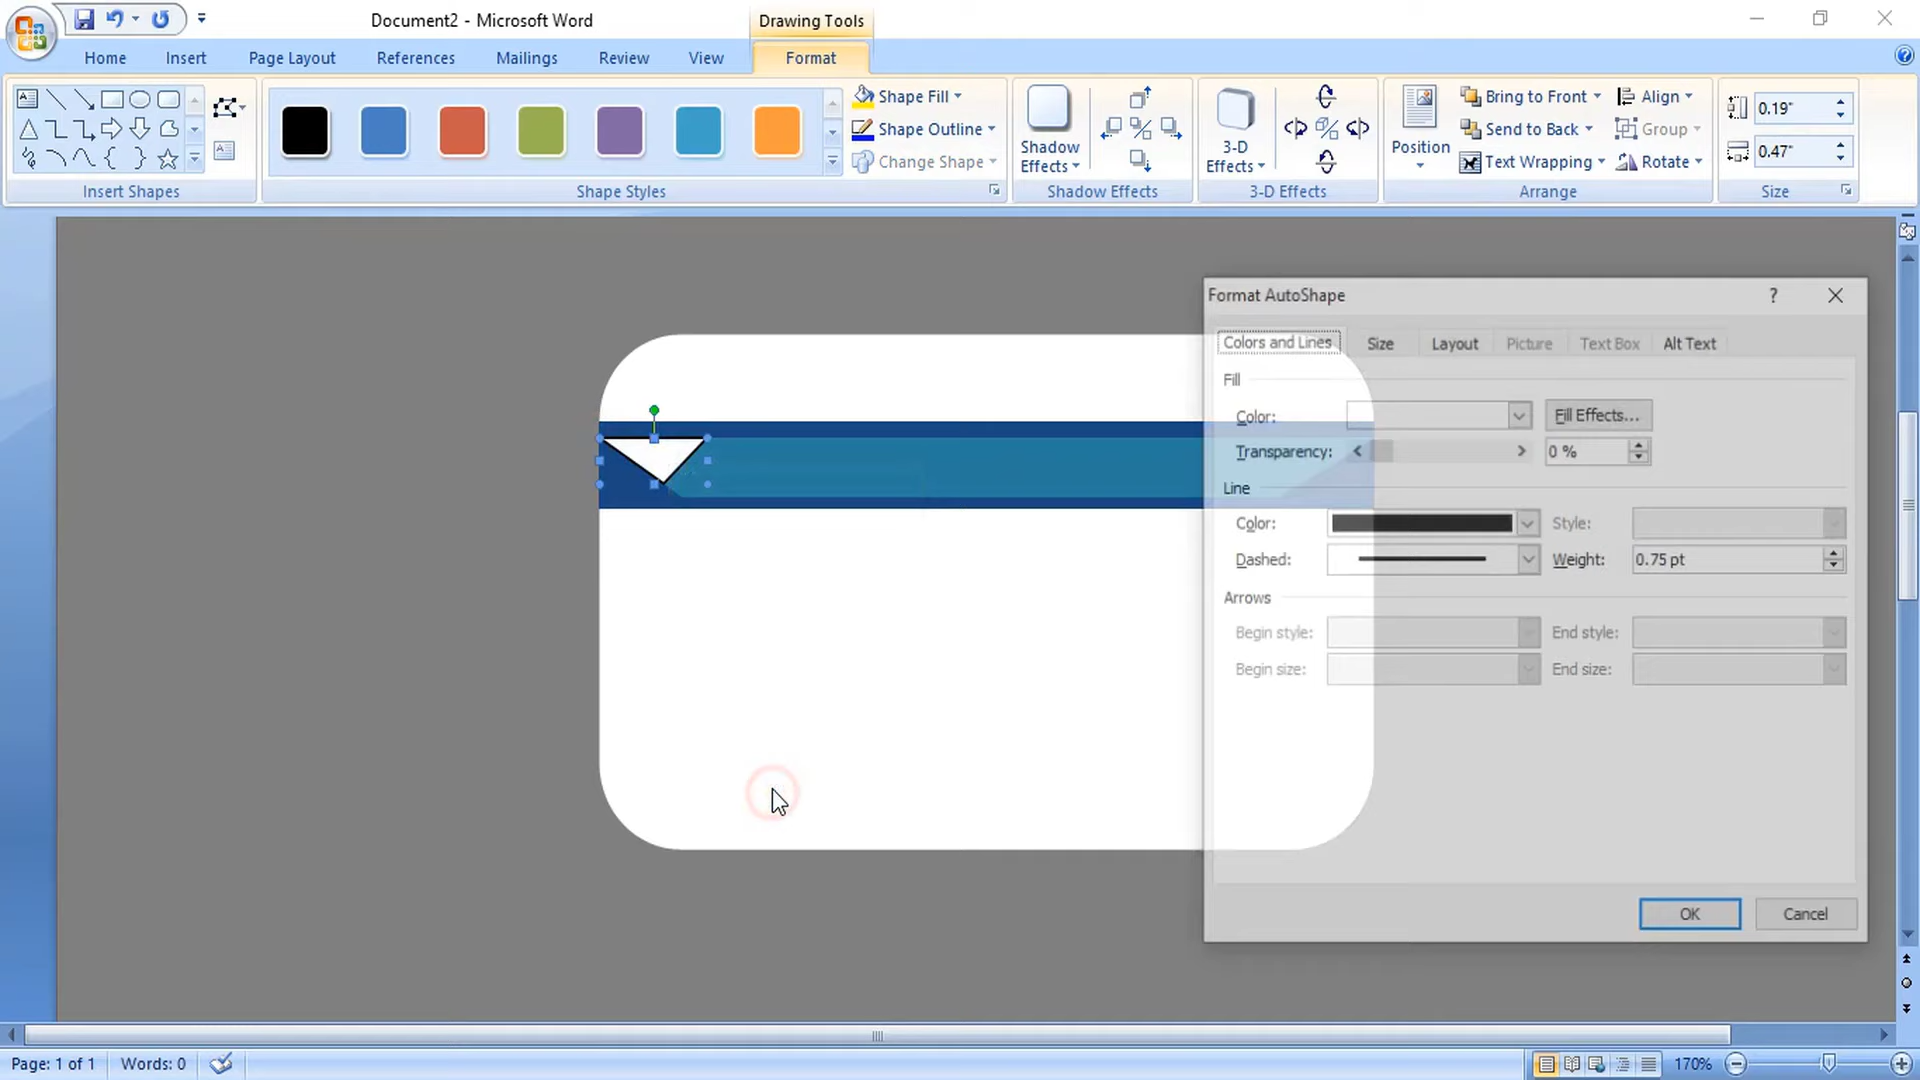 Document2 - Microsoft Word
Drawing Tools
Home Insert Page Layout References Mailings Review View Format
Shape Fill
Shape Outline
Change Shape
Shadow Effects
3-D Effects
Position
Bring to Front
Send to Back
Text Wrapping
Align
Group
Rotate
0.19"
0.47"
Insert Shapes Shape Styles Shadow Effects 3-D Effects Arrange Size
Format AutoShape ?
Colors and Lines Size Layout Picture Text Box Alt Text
Fill
Color: Fill Effects...
Transparency: 0 %
Line
Color: Style:
Dashed: Weight: 0.75 pt
Arrows
Begin style: End style:
Begin size: End size:
OK Cancel
Page: 1 of 1 Words: 0 170%